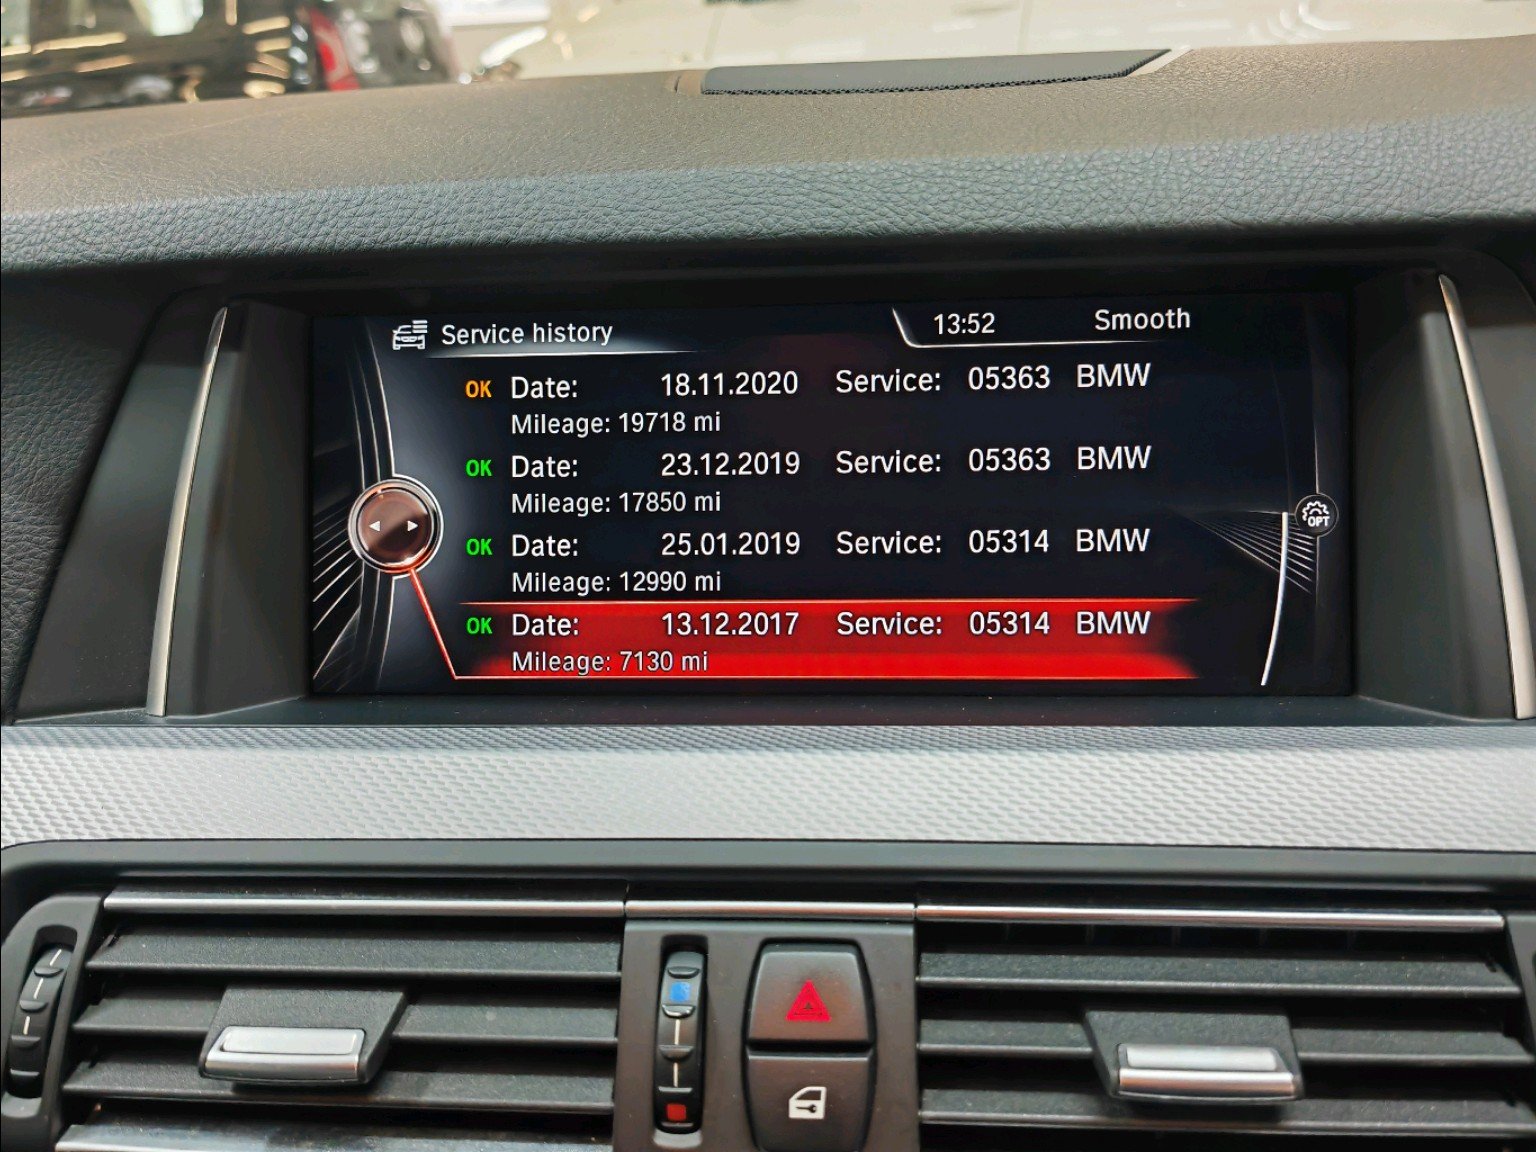 Service history 13:52 Smooth
OK Date: 18.11.2020 Service: 05363 BMW
Mileage: 19718 mi
OK Date: 23.12.2019 Service: 05363 BMW
Mileage: 17850 mi
OK Date: 25.01.2019 Service: 05314 BMW
Mileage: 12990 mi
OK Date: 13.12.2017 Service: 05314 BMW
Mileage: 7130 mi
OPT